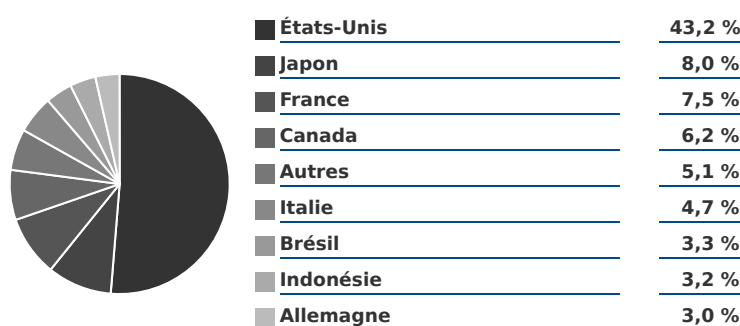 États-Unis 43,2 %
Japon 8,0 %
France 7,5 %
Canada 6,2 %
Autres 5,1 %
Italie 4,7 %
Brésil 3,3 %
Indonésie 3,2 %
Allemagne 3,0 %